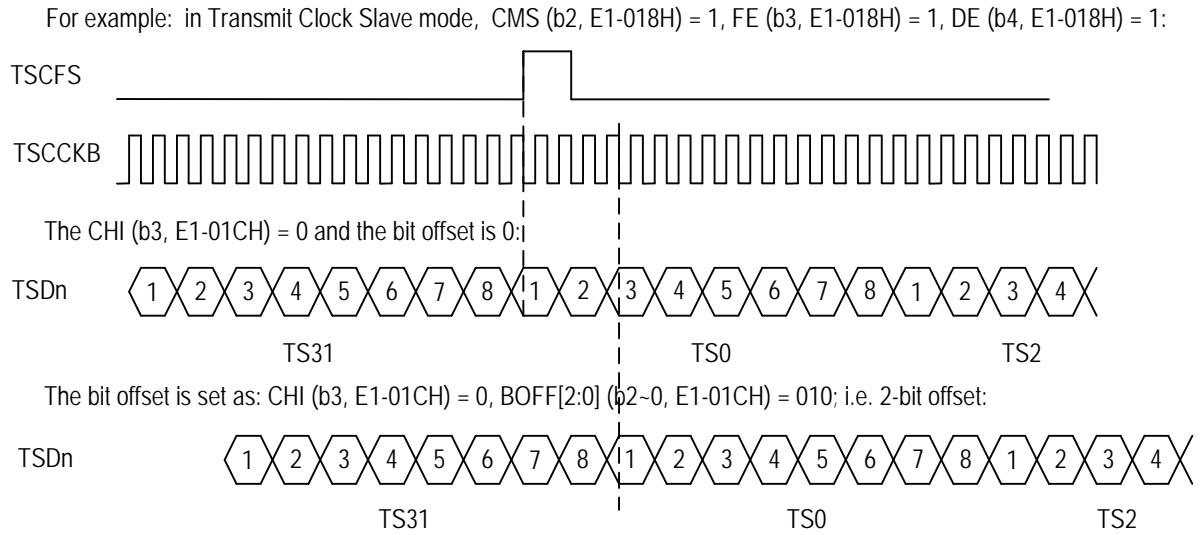 For example: in Transmit Clock Slave mode, CMS (b2, E1-018H) = 1, FE (b3, E1-018H) = 1, DE (b4, E1-018H) = 1:
TSCFS
TSCCKB
The CHI (b3, E1-01CH) = 0 and the bit offset is 0:
TSDn 1 2 3 4 5 6 7 8 1 2 3 4 5 6 7 8 1 2 3 4
TS31 TS0 TS2
The bit offset is set as: CHI (b3, E1-01CH) = 0, BOFF[2:0] (b2~0, E1-01CH) = 010; i.e. 2-bit offset:
TSDn 1 2 3 4 5 6 7 8 1 2 3 4 5 6 7 8 1 2 3 4
TS31 TS0 TS2